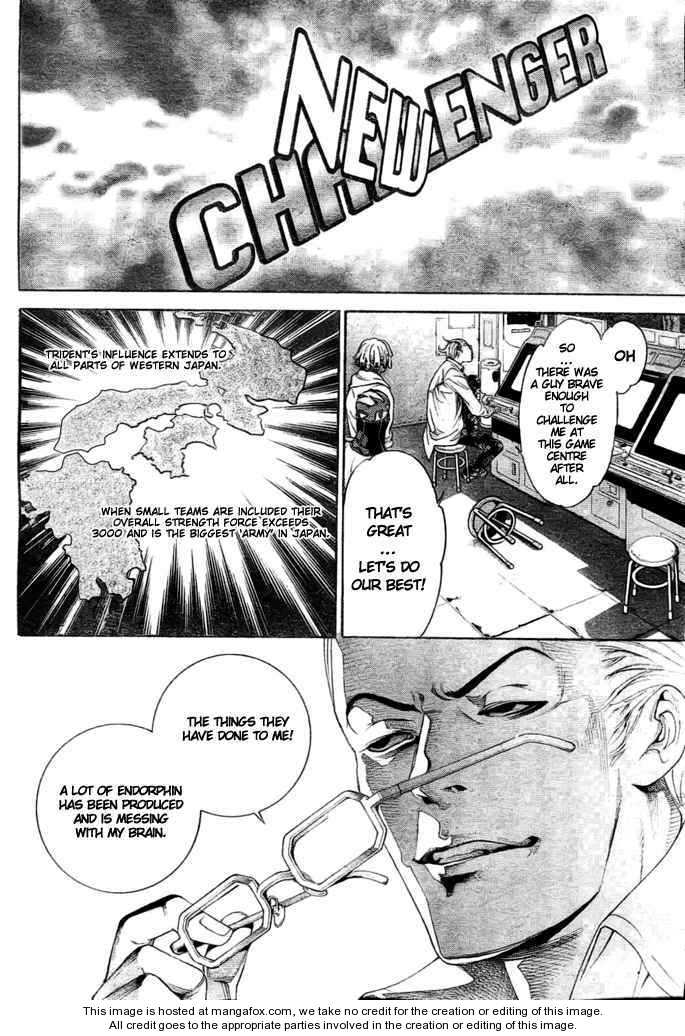 NEW
CHALLENGER
TRIDENT'S INFLUENCE EXTENDS TO
ALL PARTS OF WESTERN JAPAN.
WHEN SMALL TEAMS ARE INCLUDED THEIR
OVERALL STRENGTH FORCE EXCEEDS
3000 AND IS THE BIGGEST 'ARMY' IN JAPAN.
OH
SO
...
THERE WAS
A GUY BRAVE
ENOUGH
TO
CHALLENGE
ME AT
THIS GAME
CENTRE
AFTER
ALL.
THAT'S
GREAT
...
LET'S DO
OUR BEST!
THE THINGS THEY
HAVE DONE TO ME!
A LOT OF ENDORPHIN
HAS BEEN PRODUCED
AND IS MESSING
WITH MY BRAIN.
This image is hosted at mangafox.com, we take no credit for the creation or editing of this image.
All credit goes to the appropriate parties involved in the creation or editing of this image.